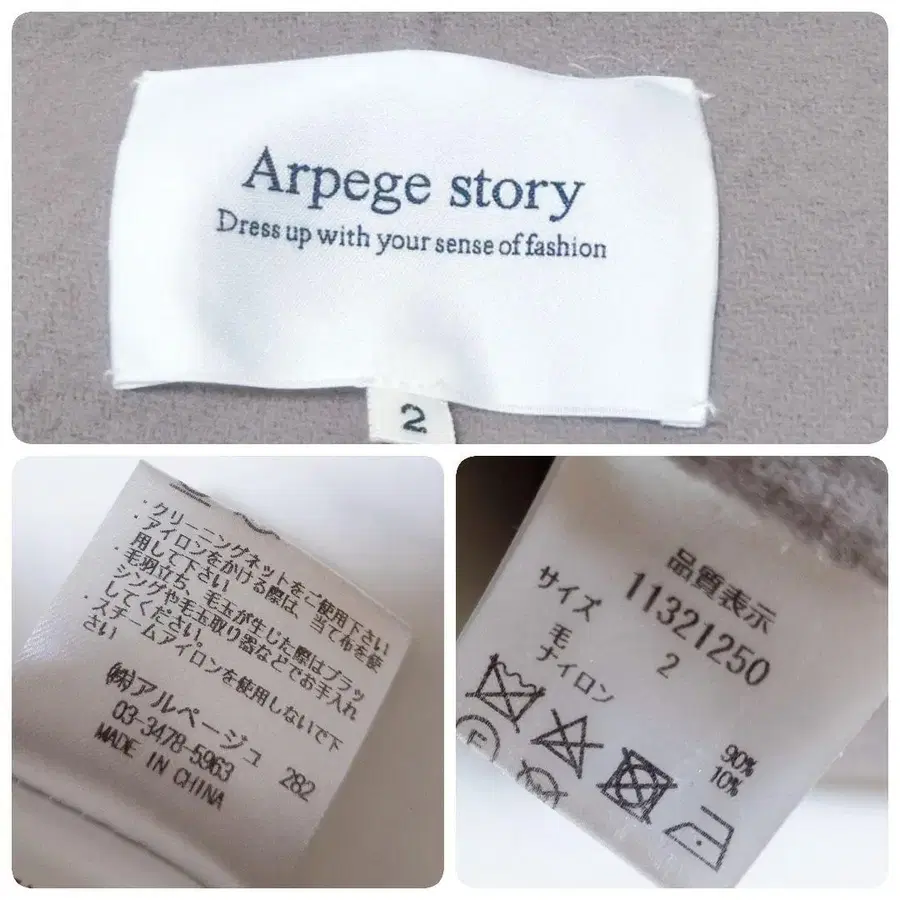 Arpege story
Dress up with your sense of fashion
2
・クリーニングネットをご使用下さい
・アイロンをかける際は、当て布を使
用して下さい
・毛羽立ち、毛玉が生じた際はブラッ
シングや毛玉取り器などでお手入れ
してください。
・スチームアイロンを使用しないで下
さい
㈱アルページュ
03-3478-5963 282
MADE IN CHINA
品質表示
11321250
サイズ 2
毛 90%
ナイロン 10%